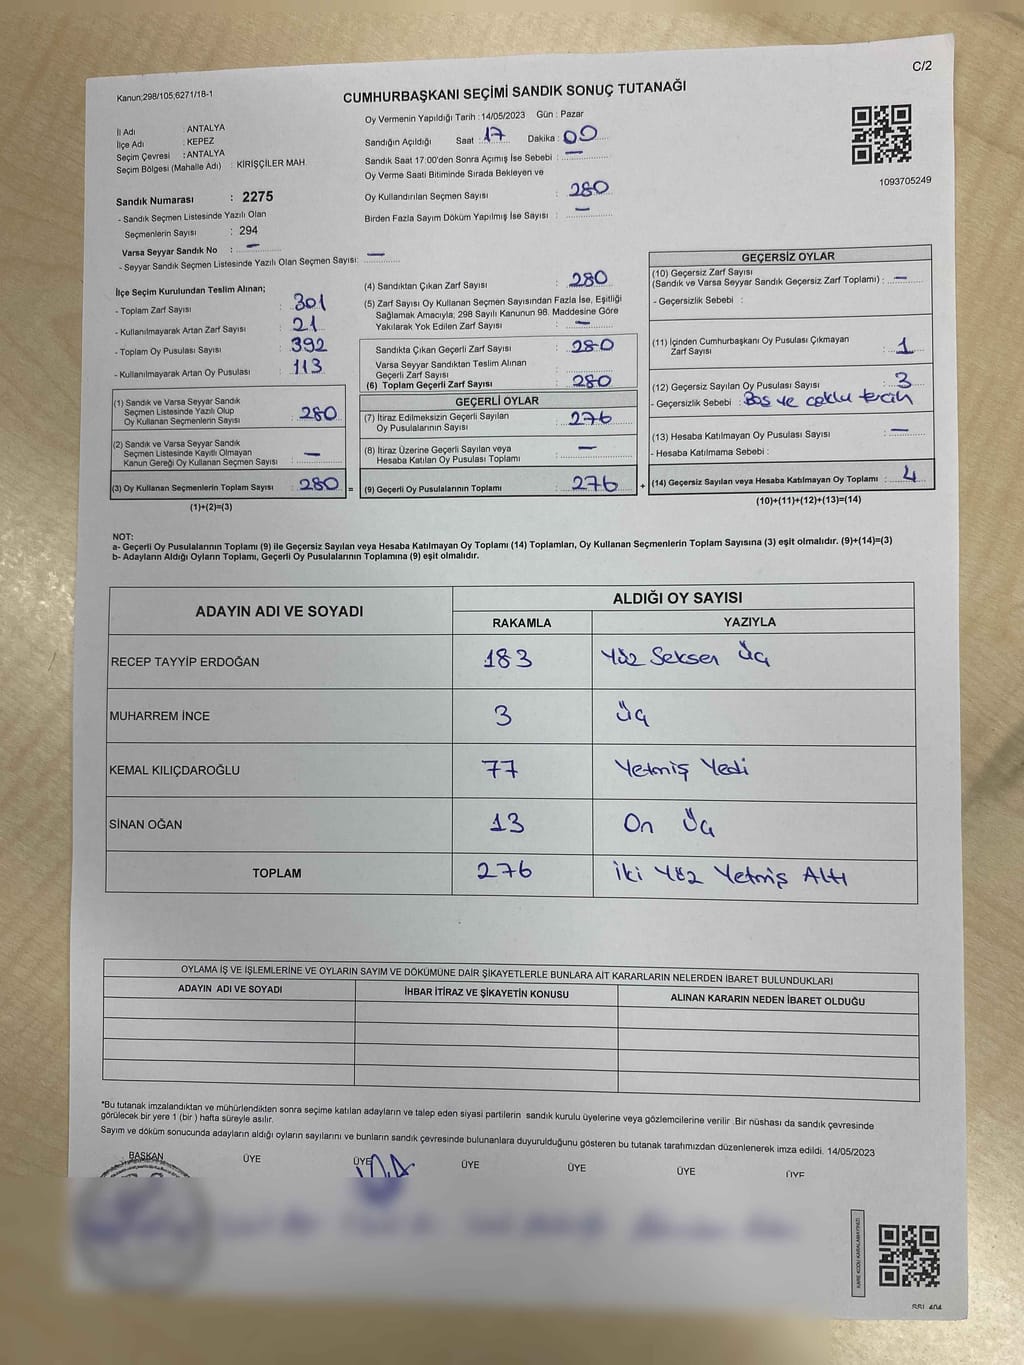 C/2
Kanun;298/105,6271/18-1
CUMHURBAŞKANI SEÇİMİ SANDIK SONUÇ TUTANAĞI
İl Adı : ANTALYA
İlçe Adı : KEPEZ
Seçim Çevresi : ANTALYA
Seçim Bölgesi (Mahalle Adı) : KİRİŞÇİLER MAH.
Oy Vermenin Yapıldığı Tarih : 14/05/2023 Gün : Pazar
Sandığın Açıldığı Saat : 17 Dakika : 00
Sandık Saat 17:00'den Sonra Açımış İse Sebebi : —
Oy Verme Saati Bitiminde Sırada Bekleyen ve
Oy Kullandırılan Seçmen Sayısı : 280
Birden Fazla Sayım Döküm Yapılmış İse Sayısı : —
1093705249
Sandık Numarası : 2275
- Sandık Seçmen Listesinde Yazılı Olan
Seçmenlerin Sayısı : 294
Varsa Seyyar Sandık No : —
- Seyyar Sandık Seçmen Listesinde Yazılı Olan Seçmen Sayısı: —
İlçe Seçim Kurulundan Teslim Alınan;
- Toplam Zarf Sayısı : 301
- Kullanılmayarak Artan Zarf Sayısı : 21
- Toplam Oy Pusulası Sayısı : 392
- Kullanılmayarak Artan Oy Pusulası : 113
(1) Sandık ve Varsa Seyyar Sandık
Seçmen Listesinde Yazılı Olup
Oy Kullanan Seçmenlerin Sayısı : 280
(2) Sandık ve Varsa Seyyar Sandık
Seçmen Listesinde Kayıtlı Olmayan
Kanun Gereği Oy Kullanan Seçmen Sayısı : —
(3) Oy Kullanan Seçmenlerin Toplam Sayısı : 280 =
(1)+(2)=(3)
(4) Sandıktan Çıkan Zarf Sayısı : 280
(5) Zarf Sayısı Oy Kullanan Seçmen Sayısından Fazla İse, Eşitliği
Sağlamak Amacıyla; 298 Sayılı Kanunun 98. Maddesine Göre
Yakılarak Yok Edilen Zarf Sayısı : —
Sandıkta Çıkan Geçerli Zarf Sayısı : 280
Varsa Seyyar Sandıktan Teslim Alınan
Geçerli Zarf Sayısı
(6) Toplam Geçerli Zarf Sayısı : 280
GEÇERLİ OYLAR
(7) İtiraz Edilmeksizin Geçerli Sayılan
Oy Pusulalarının Sayısı : 276
(8) İtiraz Üzerine Geçerli Sayılan veya
Hesaba Katılan Oy Pusulası Toplamı : —
(9) Geçerli Oy Pusulalarının Toplamı : 276 +
GEÇERSİZ OYLAR
(10) Geçersiz Zarf Sayısı
(Sandık ve Varsa Seyyar Sandık Geçersiz Zarf Toplamı) : —
- Geçersizlik Sebebi :
(11) İçinden Cumhurbaşkanı Oy Pusulası Çıkmayan
Zarf Sayısı : 1
(12) Geçersiz Sayılan Oy Pusulası Sayısı : 3
- Geçersizlik Sebebi : Boş ve çoklu tercih
(13) Hesaba Katılmayan Oy Pusulası Sayısı : —
- Hesaba Katılmama Sebebi :
(14) Geçersiz Sayılan veya Hesaba Katılmayan Oy Toplamı : 4
(10)+(11)+(12)+(13)=(14)
NOT:
a- Geçerli Oy Pusulalarının Toplamı (9) ile Geçersiz Sayılan veya Hesaba Katılmayan Oy Toplamı (14) Toplamları, Oy Kullanan Seçmenlerin Toplam Sayısına (3) eşit olmalıdır. (9)+(14)=(3)
b- Adayların Aldığı Oyların Toplamı, Geçerli Oy Pusulalarının Toplamına (9) eşit olmalıdır.
ADAYIN ADI VE SOYADI ALDIĞI OY SAYISI
RAKAMLA YAZIYLA
RECEP TAYYİP ERDOĞAN 183 Yüz Seksen Üç
MUHARREM İNCE 3 Üç
KEMAL KILIÇDAROĞLU 77 Yetmiş Yedi
SİNAN OĞAN 13 On Üç
TOPLAM 276 İki Yüz Yetmiş Altı
OYLAMA İŞ VE İŞLEMLERİNE VE OYLARIN SAYIM VE DÖKÜMÜNE DAİR ŞİKAYETLERLE BUNLARA AİT KARARLARIN NELERDEN İBARET BULUNDUKLARI
ADAYIN ADI VE SOYADI İHBAR İTİRAZ VE ŞİKAYETİN KONUSU ALINAN KARARIN NEDEN İBARET OLDUĞU
*Bu tutanak imzalandıktan ve mühürlendikten sonra seçime katılan adayların ve talep eden siyasi partilerin sandık kurulu üyelerine veya gözlemcilerine verilir .Bir nüshası da sandık çevresinde
görülecek bir yere 1 (bir ) hafta süreyle asılır.
Sayım ve döküm sonucunda adayların aldığı oyların sayılarını ve bunların sandık çevresinde bulunanlara duyurulduğunu gösteren bu tutanak tarafımızdan düzenlenerek imza edildi. 14/05/2023
BAŞKAN ÜYE ÜYE ÜYE ÜYE ÜYE ÜYE
KARE KODU KARALAMAYINIZ!